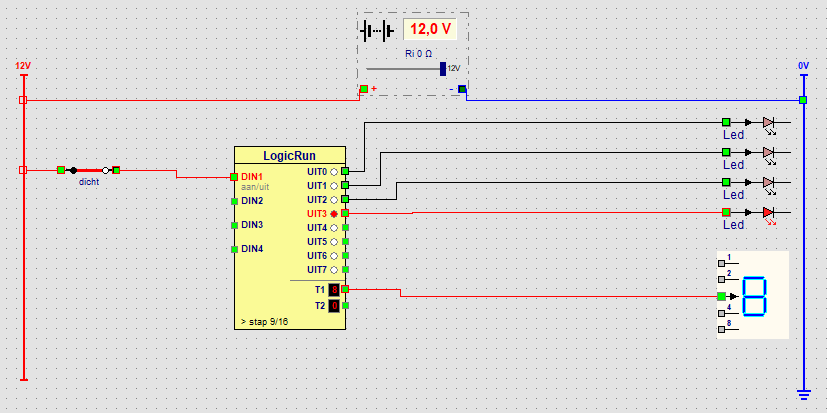 12,0 V
Ri 0 Ω
12V
12V
0V
+
-
Led
Led
Led
Led
dicht
LogicRun
DIN1
aan/uit
DIN2
DIN3
DIN4
UIT0
UIT1
UIT2
UIT3
UIT4
UIT5
UIT6
UIT7
T1
T2
> stap 9/16
1
2
4
8
8